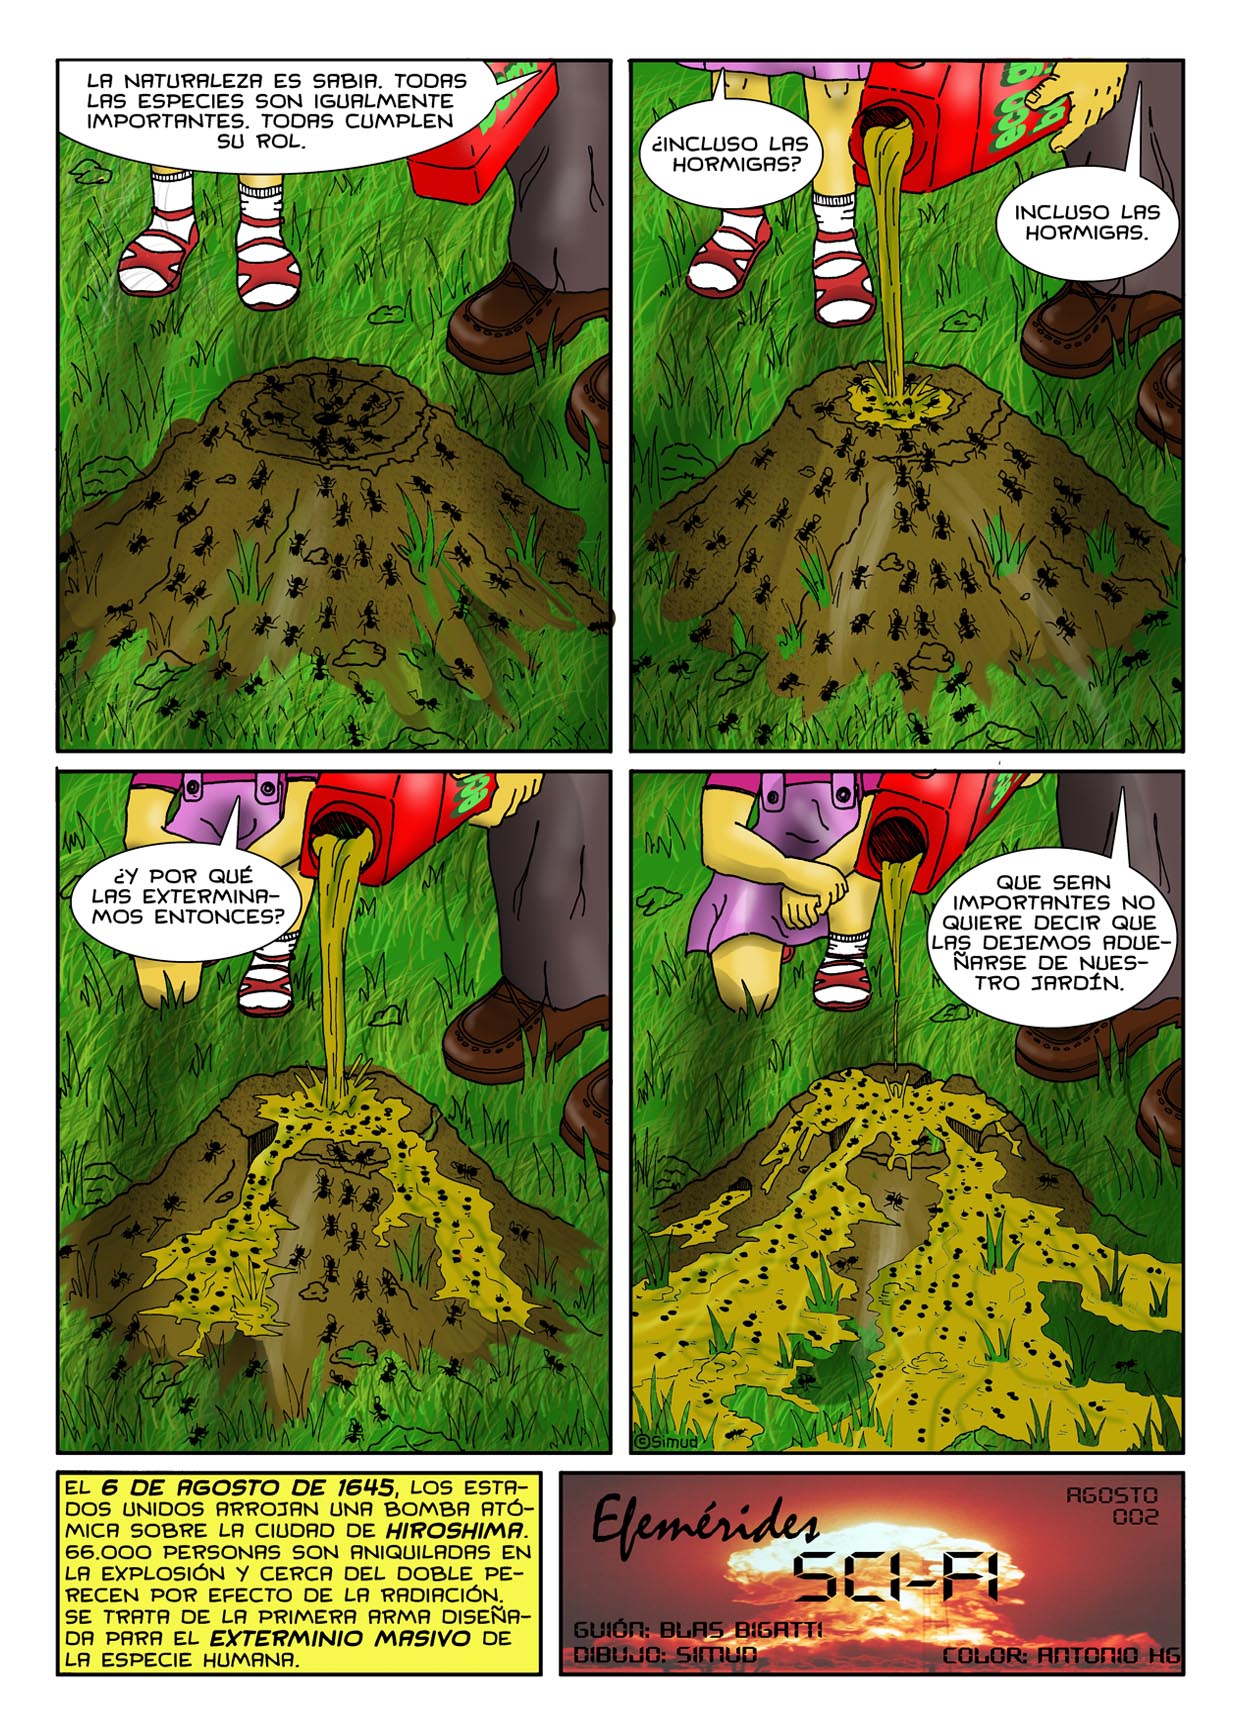 LA NATURALEZA ES SABIA. TODAS
LAS ESPECIES SON IGUALMENTE
IMPORTANTES. TODAS CUMPLEN
SU ROL.
¿INCLUSO LAS
HORMIGAS?
INCLUSO LAS
HORMIGAS.
¿Y POR QUÉ
LAS EXTERMINA-
MOS ENTONCES?
QUE SEAN
IMPORTANTES NO
QUIERE DECIR QUE
LAS DEJEMOS ADUE-
ÑARSE DE NUES-
TRO JARDÍN.
©Simud
EL 6 DE AGOSTO DE 1645, LOS ESTA-
DOS UNIDOS ARROJAN UNA BOMBA ATÓ-
MICA SOBRE LA CIUDAD DE HIROSHIMA.
66.000 PERSONAS SON ANIQUILADAS EN
LA EXPLOSIÓN Y CERCA DEL DOBLE PE-
RECEN POR EFECTO DE LA RADIACIÓN.
SE TRATA DE LA PRIMERA ARMA DISEÑA-
DA PARA EL EXTERMINIO MASIVO DE
LA ESPECIE HUMANA.
AGOSTO
002
Efemérides
SCI-FI
GUIÓN: BLAS BIGATTI
DIBUJO: SIMUD COLOR: ANTONIO HG